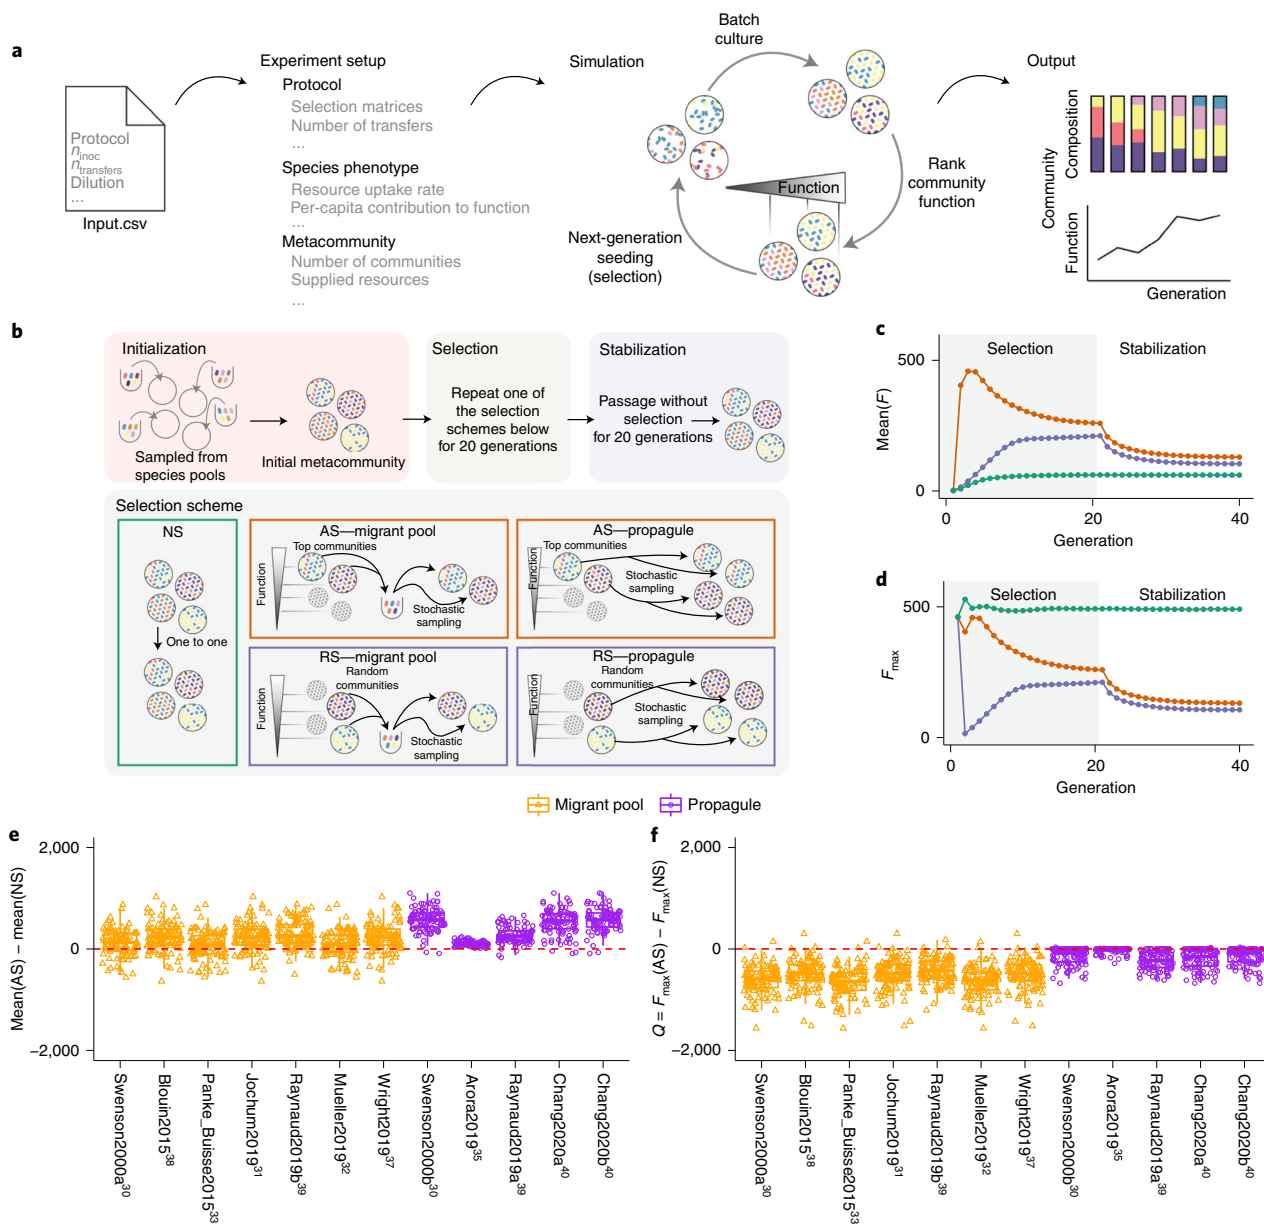 a
Protocol
n_inoc
n_transfers
Dilution
...
Input.csv
Experiment setup
Protocol
Selection matrices
Number of transfers
...
Species phenotype
Resource uptake rate
Per-capita contribution to function
...
Metacommunity
Number of communities
Supplied resources
...
Simulation
Batch
culture
Rank
community
function
Function
Next-generation
seeding
(selection)
Output
Community
Composition
Function
Generation
b
Initialization
Sampled from
species pools
Initial metacommunity
Selection
Repeat one of
the selection
schemes below
for 20 generations
Stabilization
Passage without
selection
for 20 generations
Selection scheme
NS
One to one
AS—migrant pool
Top communities
Function
Stochastic
sampling
AS—propagule
Top communities
Function
Stochastic
sampling
RS—migrant pool
Random
communities
Function
Stochastic
sampling
RS—propagule
Random
communities
Function
Stochastic
sampling
c
Selection
Stabilization
Mean(F)
500
0
0
20
40
Generation
d
Selection
Stabilization
F_max
500
0
0
20
40
Generation
Migrant pool
Propagule
e
Mean(AS) − mean(NS)
2,000
0
−2,000
Swenson2000a³⁰
Blouin2015³⁸
Panke_Buisse2015³³
Jochum2019³¹
Raynaud2019b³⁹
Mueller2019³²
Wright2019³⁷
Swenson2000b³⁰
Arora2019³⁵
Raynaud2019a³⁹
Chang2020a⁴⁰
Chang2020b⁴⁰
f
Q = F_max(AS) − F_max(NS)
2,000
0
−2,000
Swenson2000a³⁰
Blouin2015³⁸
Panke_Buisse2015³³
Jochum2019³¹
Raynaud2019b³⁹
Mueller2019³²
Wright2019³⁷
Swenson2000b³⁰
Arora2019³⁵
Raynaud2019a³⁹
Chang2020a⁴⁰
Chang2020b⁴⁰